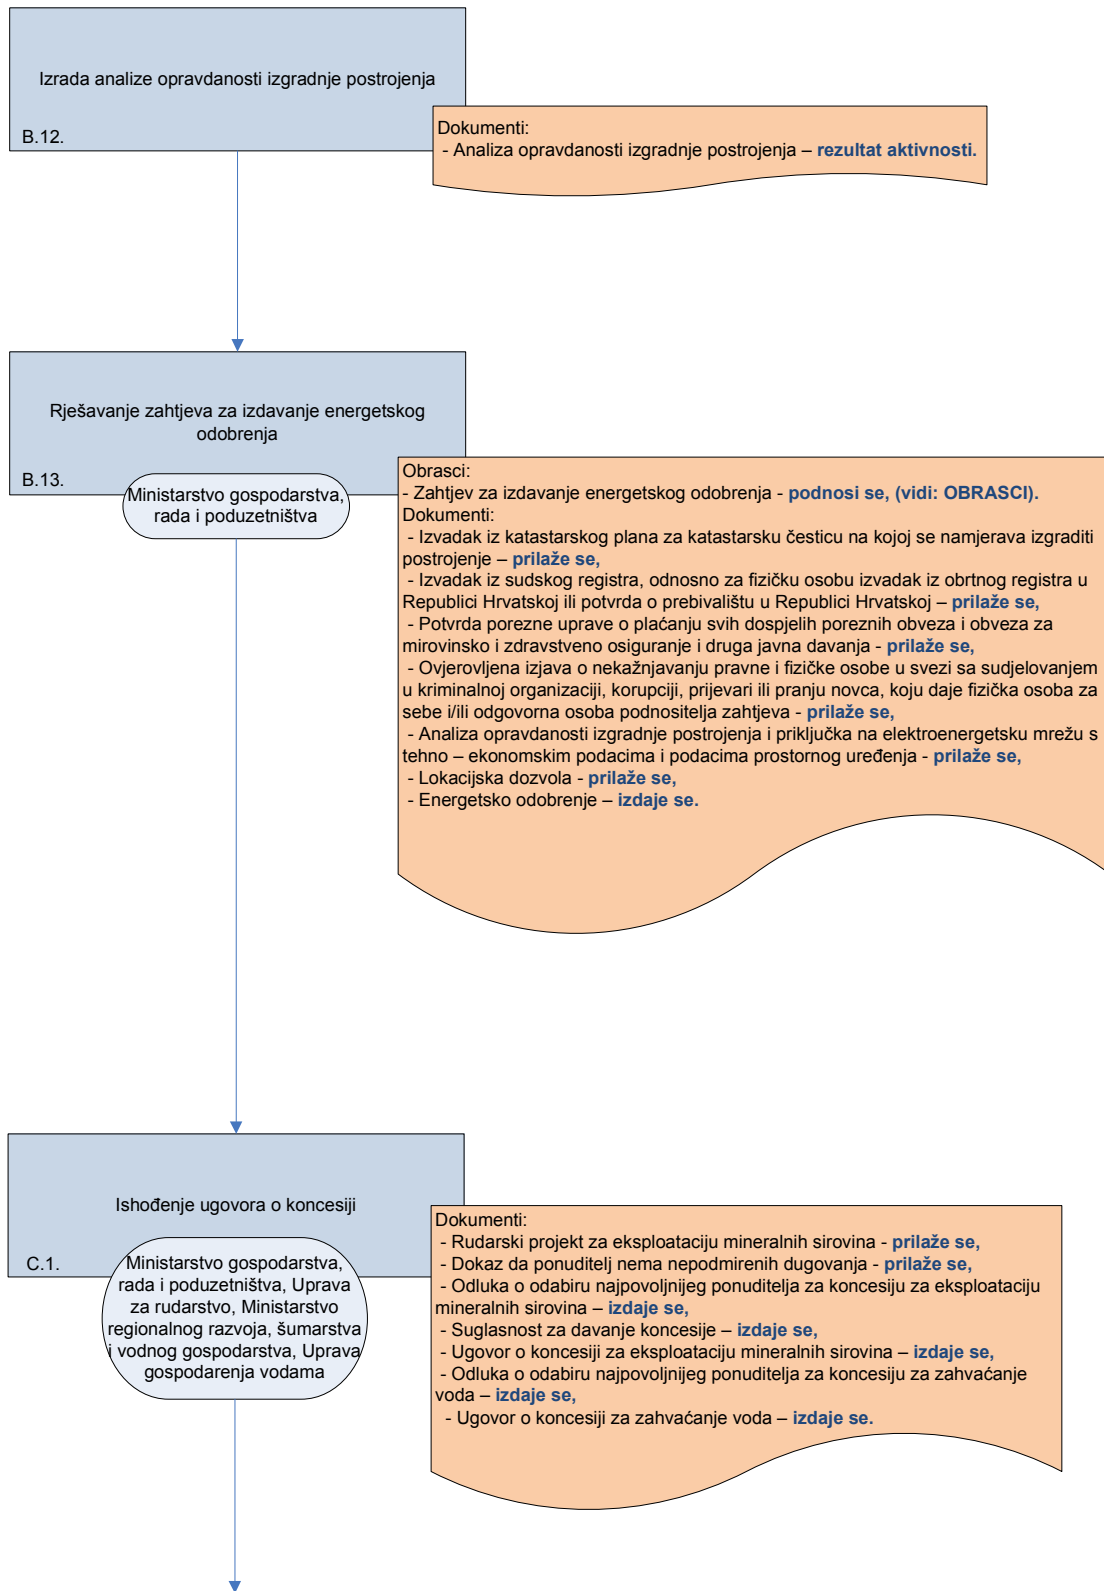 Izrada analize opravdanosti izgradnje postrojenja
B.12.
Dokumenti:
- Analiza opravdanosti izgradnje postrojenja – rezultat aktivnosti.
Rješavanje zahtjeva za izdavanje energetskog
odobrenja
B.13.
Ministarstvo gospodarstva,
rada i poduzetništva
Obrasci:
- Zahtjev za izdavanje energetskog odobrenja - podnosi se, (vidi: OBRASCI).
Dokumenti:
- Izvadak iz katastarskog plana za katastarsku česticu na kojoj se namjerava izgraditi
postrojenje – prilaže se,
- Izvadak iz sudskog registra, odnosno za fizičku osobu izvadak iz obrtnog registra u
Republici Hrvatskoj ili potvrda o prebivalištu u Republici Hrvatskoj – prilaže se,
- Potvrda porezne uprave o plaćanju svih dospjelih poreznih obveza i obveza za
mirovinsko i zdravstveno osiguranje i druga javna davanja - prilaže se,
- Ovjerovljena izjava o nekažnjavanju pravne i fizičke osobe u svezi sa sudjelovanjem
u kriminalnoj organizaciji, korupciji, prijevari ili pranju novca, koju daje fizička osoba za
sebe i/ili odgovorna osoba podnositelja zahtjeva - prilaže se,
- Analiza opravdanosti izgradnje postrojenja i priključka na elektroenergetsku mrežu s
tehno – ekonomskim podacima i podacima prostornog uređenja - prilaže se,
- Lokacijska dozvola - prilaže se,
- Energetsko odobrenje – izdaje se.
Ishođenje ugovora o koncesiji
C.1.
Ministarstvo gospodarstva,
rada i poduzetništva, Uprava
za rudarstvo, Ministarstvo
regionalnog razvoja, šumarstva
i vodnog gospodarstva, Uprava
gospodarenja vodama
Dokumenti:
- Rudarski projekt za eksploataciju mineralnih sirovina - prilaže se,
- Dokaz da ponuditelj nema nepodmirenih dugovanja - prilaže se,
- Odluka o odabiru najpovoljnijeg ponuditelja za koncesiju za eksploataciju
mineralnih sirovina – izdaje se,
- Suglasnost za davanje koncesije – izdaje se,
- Ugovor o koncesiji za eksploataciju mineralnih sirovina – izdaje se,
- Odluka o odabiru najpovoljnijeg ponuditelja za koncesiju za zahvaćanje
voda – izdaje se,
- Ugovor o koncesiji za zahvaćanje voda – izdaje se.